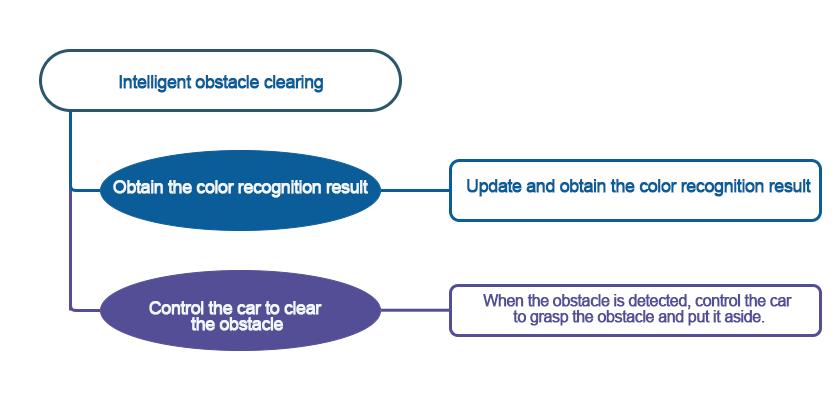 Intelligent obstacle clearing
Obtain the color recognition result
Update and obtain the color recognition result
Control the car to clear
the obstacle
When the obstacle is detected, control the car
to grasp the obstacle and put it aside.